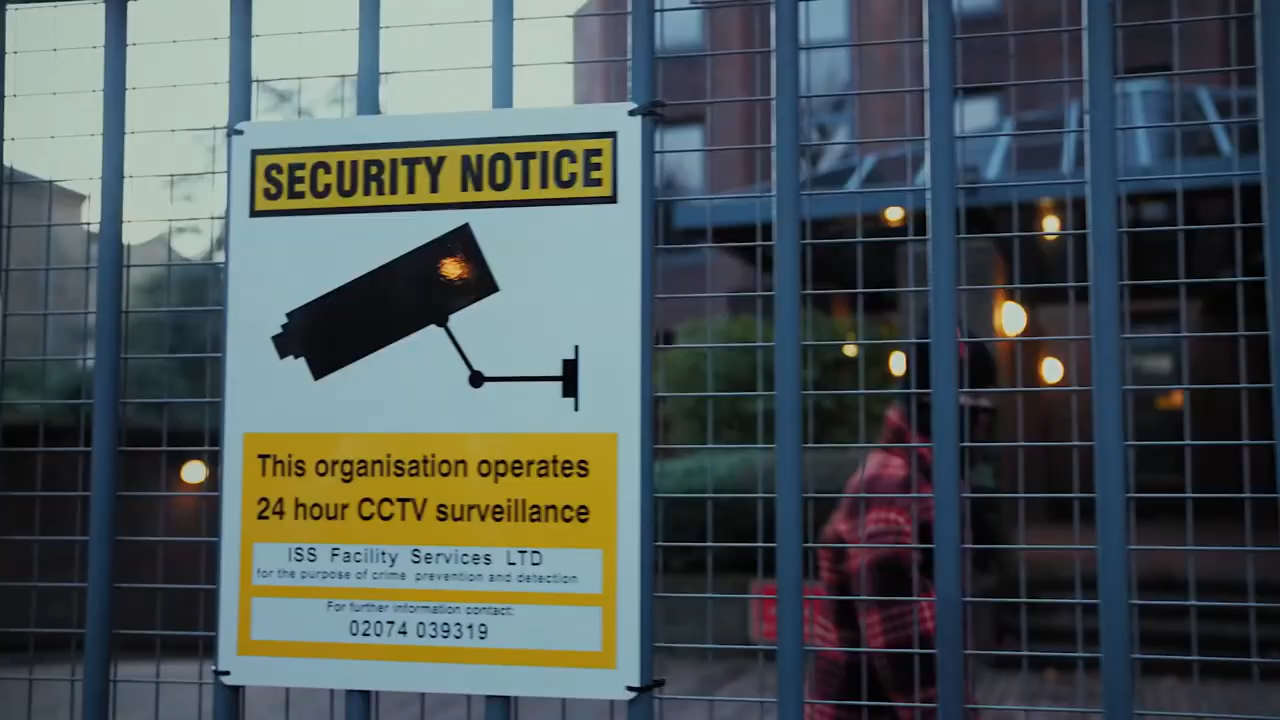 SECURITY NOTICE
This organisation operates
24 hour CCTV surveillance
ISS Facility Services LTD
for the purpose of crime prevention and detection
For further information contact:
02074 039319